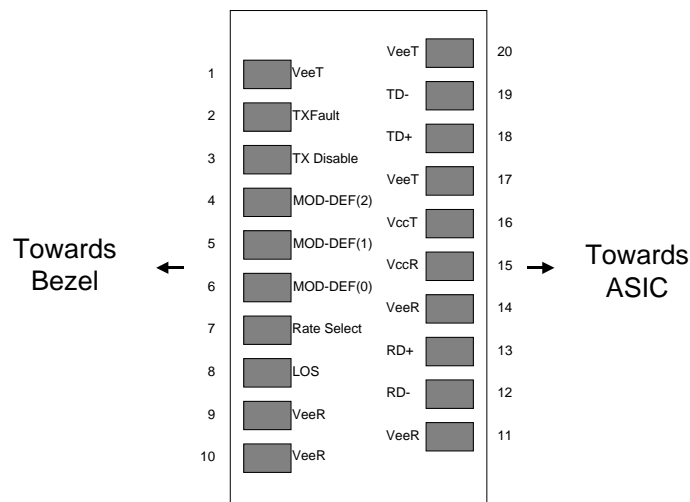 VeeT 20
1 VeeT
TD- 19
2 TXFault
TD+ 18
3 TX Disable
VeeT 17
4 MOD-DEF(2)
VccT 16
5 MOD-DEF(1)
Towards
Bezel
VccR 15
Towards
ASIC
6 MOD-DEF(0)
VeeR 14
7 Rate Select
RD+ 13
8 LOS
RD- 12
9 VeeR
VeeR 11
10 VeeR